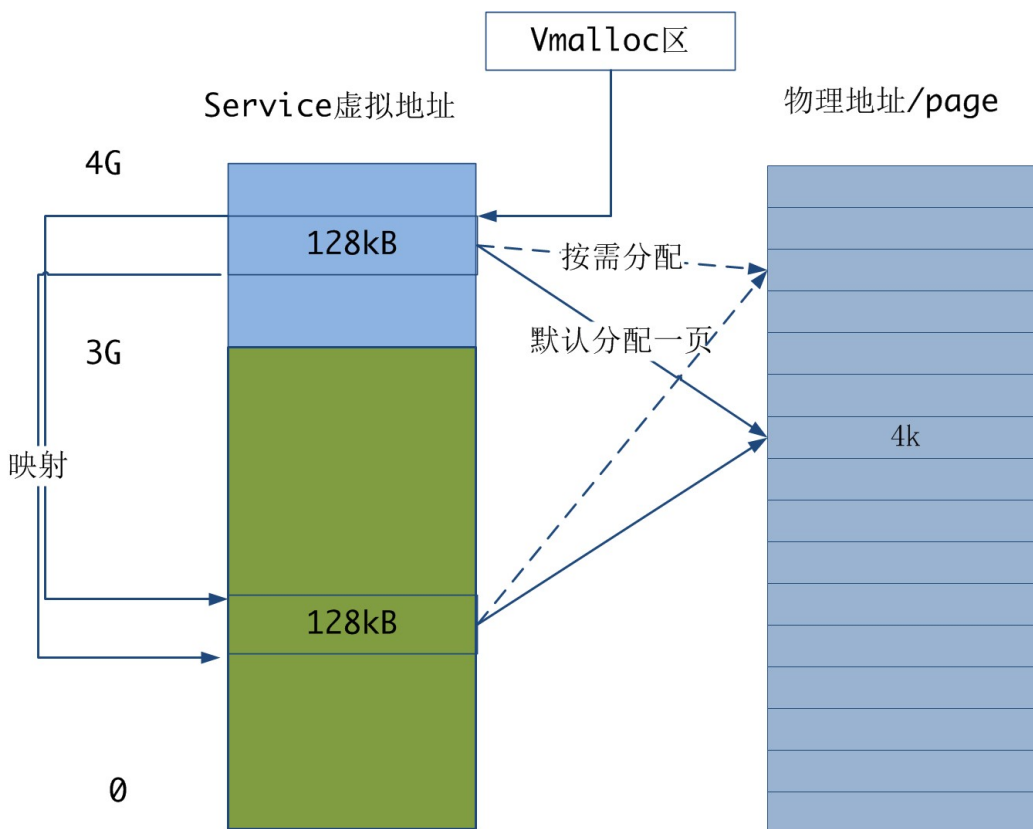 Vmalloc区
Service虚拟地址
物理地址/page
4G
128kB
按需分配
默认分配一页
3G
4k
映射
128kB
0